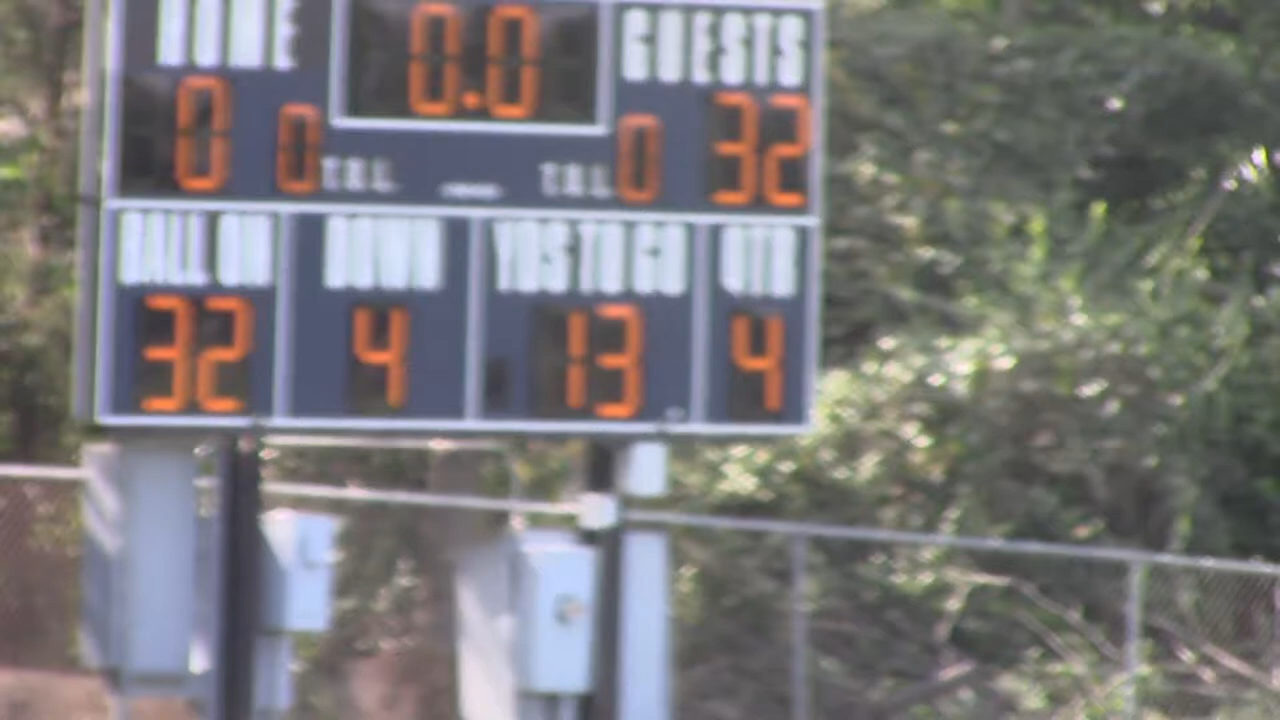 HOME 0.0 GUESTS
0 0 T.O.L. T.O.L. 0 32
BALL ON DOWN YDS TO GO QTR
32 4 13 4